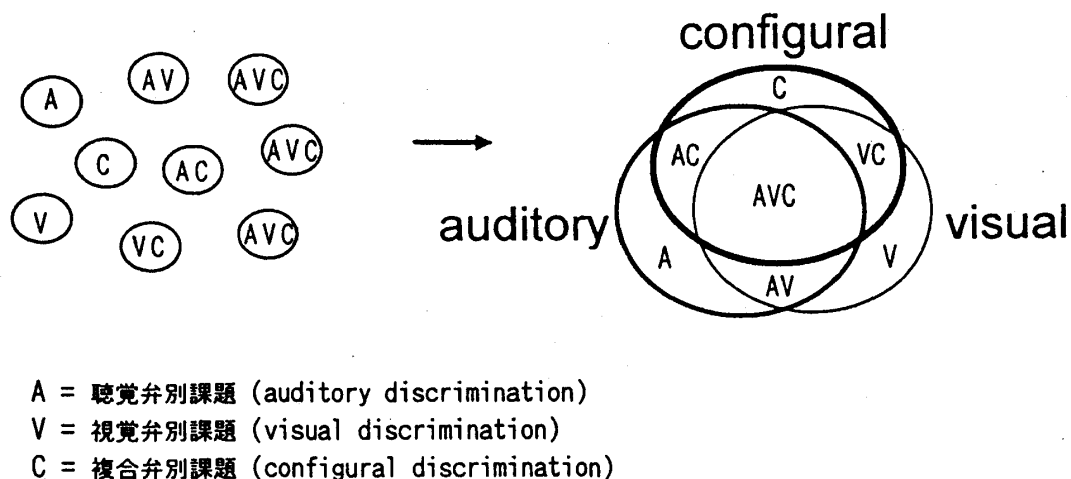 configural
A
AV
AVC
C
AC
AVC
V
VC
AVC
C
AC
VC
AVC
auditory
visual
A
V
AV
A = 聴覚弁別課題 (auditory discrimination)
V = 視覚弁別課題 (visual discrimination)
C = 複合弁別課題 (configural discrimination)